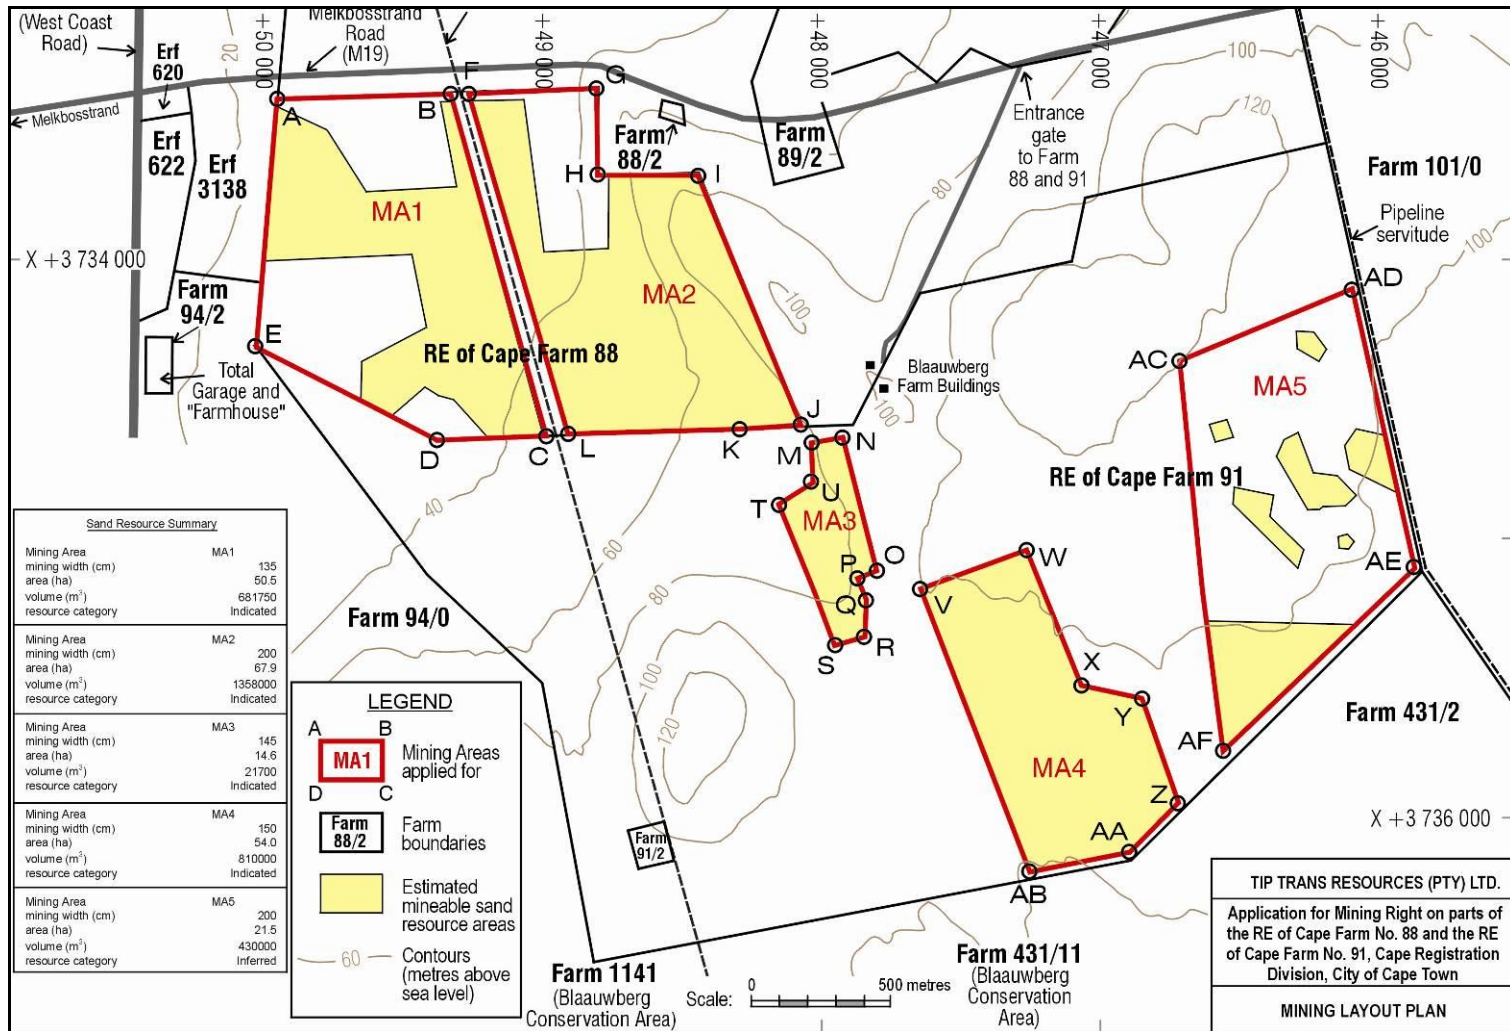 (West Coast
Road)
Erf
620
Melkbosstrand
Road
(M19)
+50 000
+49 000
+48 000
+47 000
+46 000
20
100
120
Melkbosstrand
A
B
F
G
Erf
622
Erf
3138
Farm
88/2
Farm
89/2
Entrance
gate
to Farm
88 and 91
Farm 101/0
H
I
80
MA1
Pipeline
servitude
100
X +3 734 000
Farm
94/2
MA2
100
AD
E
RE of Cape Farm 88
Total
Garage and
"Farmhouse"
Blaauwberg
Farm Buildings
100
AC
MA5
J
D
C
L
K
M
N
RE of Cape Farm 91
40
T
U
MA3
60
O
P
W
AE
Q
V
80
R
S
Farm 94/0
100
X
120
Y
Farm 431/2
AF
MA4
Z
AA
X +3 736 000
Farm
91/2
AB
Sand Resource Summary
Mining Area MA1
mining width (cm) 135
area (ha) 50.5
volume (m³) 681750
resource category Indicated
Mining Area MA2
mining width (cm) 200
area (ha) 67.9
volume (m³) 1358000
resource category Indicated
Mining Area MA3
mining width (cm) 145
area (ha) 14.6
volume (m³) 21700
resource category Indicated
Mining Area MA4
mining width (cm) 150
area (ha) 54.0
volume (m³) 810000
resource category Indicated
Mining Area MA5
mining width (cm) 200
area (ha) 21.5
volume (m³) 430000
resource category Inferred
LEGEND
A B
MA1
D C
Mining Areas
applied for
Farm
88/2
Farm
boundaries
Estimated
mineable sand
resource areas
60
Contours
(metres above
sea level)
Farm 1141
(Blaauwberg
Conservation Area)
Scale: 0 500 metres
Farm 431/11
(Blaauwberg
Conservation
Area)
TIP TRANS RESOURCES (PTY) LTD.
Application for Mining Right on parts of
the RE of Cape Farm No. 88 and the RE
of Cape Farm No. 91, Cape Registration
Division, City of Cape Town
MINING LAYOUT PLAN